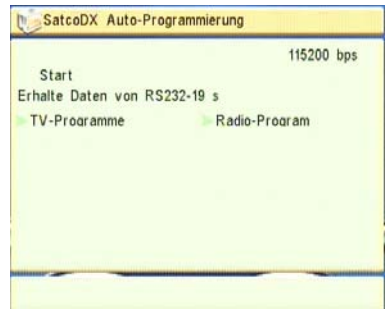 SatcoDX Auto-Programmierung
115200 bps
Start
Erhalte Daten von RS232-19 s
TV-Programme
Radio-Program